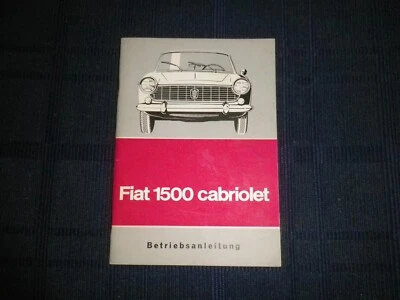 Fiat 1500 cabriolet
Betriebsanleitung